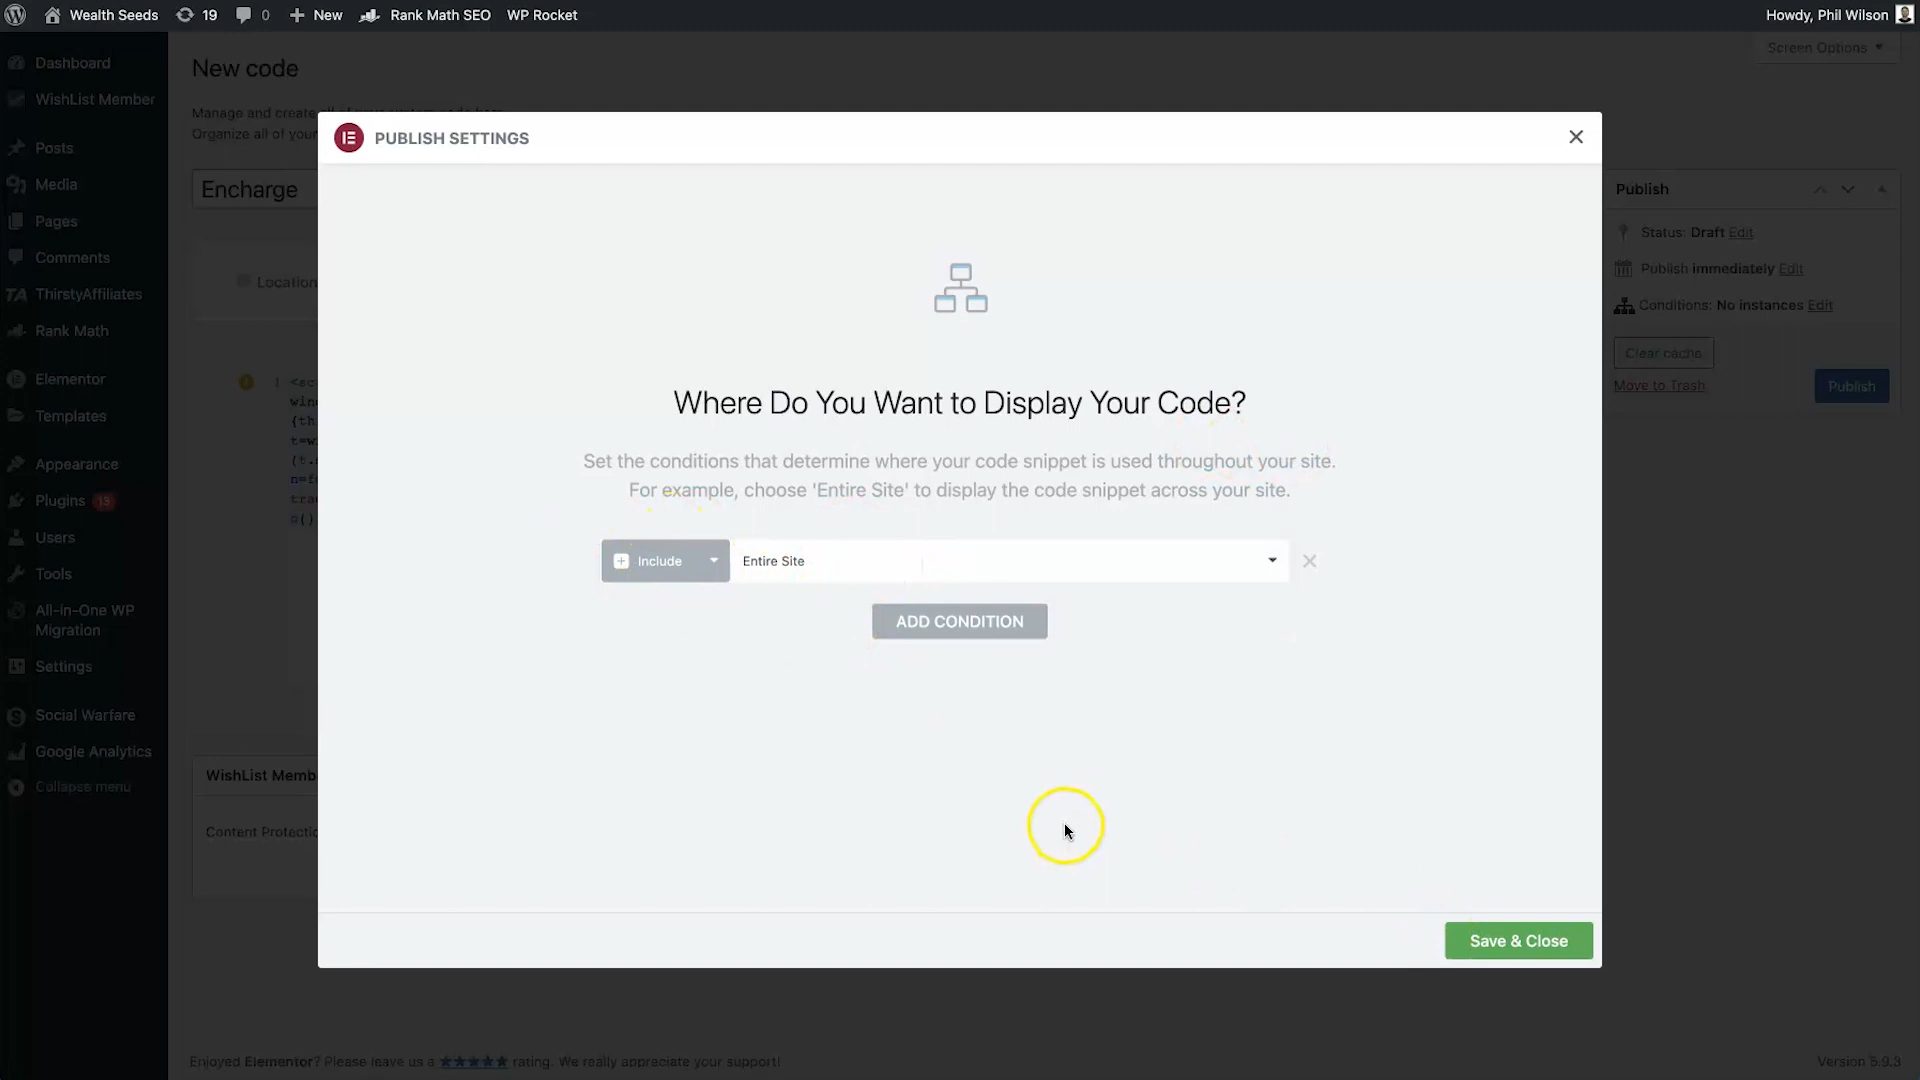 Wealth Seeds 19 0 New Rank Math SEO WP Rocket Howdy, Phil Wilson
Screen Options
New code
Manage and create
Organize all of your
PUBLISH SETTINGS
Encharge
Location
Where Do You Want to Display Your Code?
Set the conditions that determine where your code snippet is used throughout your site.
For example, choose 'Entire Site' to display the code snippet across your site.
Include Entire Site
ADD CONDITION
Save & Close
Dashboard
WishList Member
Posts
Media
Pages
Comments
ThirstyAffiliates
Rank Math
Elementor
Templates
Appearance
Plugins 13
Users
Tools
All-in-One WP
Migration
Settings
Social Warfare
Google Analytics
Collapse menu
1
{th
n=f
Publish
Status: Draft Edit
Publish immediately Edit
Conditions: No instances Edit
Clear cache
Move to Trash
Publish
WishList Memb
Content Protectio
Enjoyed Elementor? Please leave us a ★★★★★ rating. We really appreciate your support!
Version 5.9.3